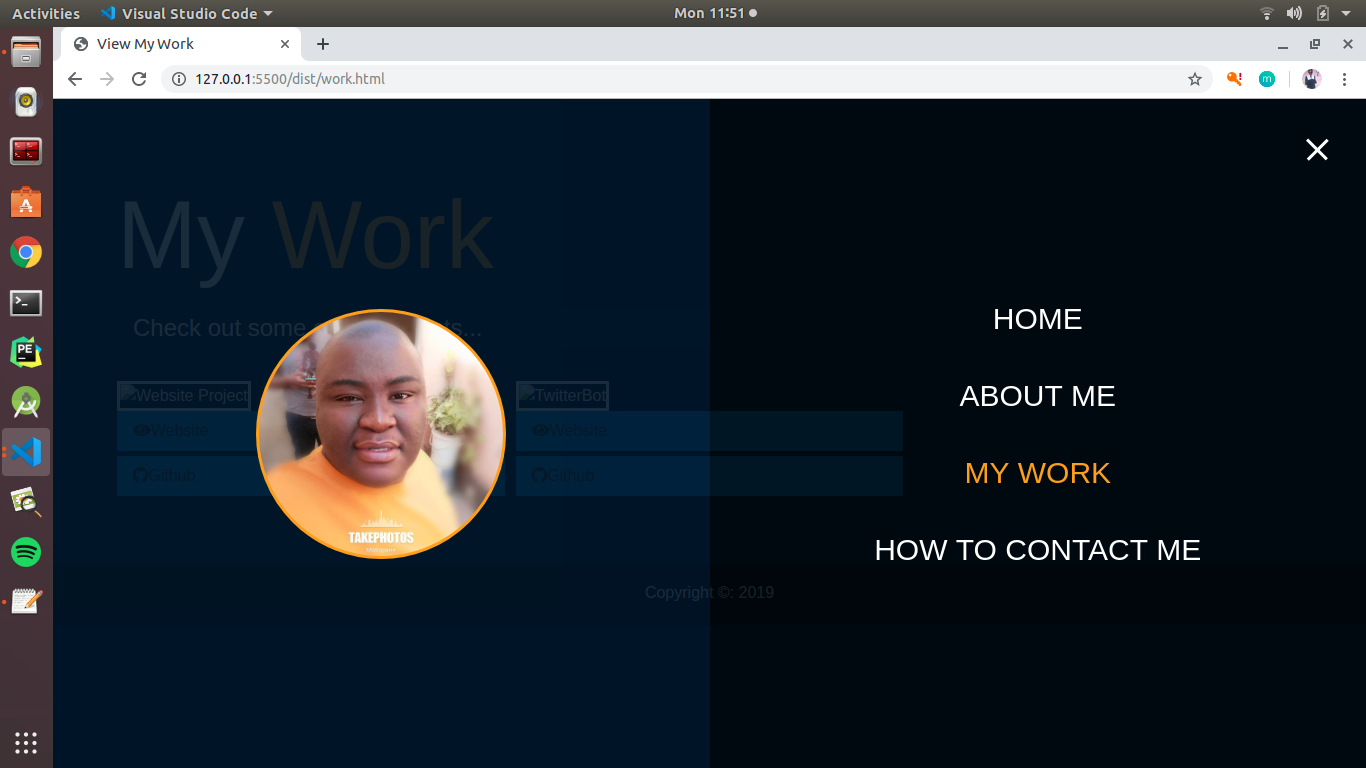 Activities Visual Studio Code Mon 11:51
View My Work
127.0.0.1:5500/dist/work.html
My Work
Check out some
ts...
HOME
ABOUT ME
MY WORK
HOW TO CONTACT ME
Website Project
TwitterBot
Website
Website
Github
Github
TAKEPHOTOS
Copyright ©: 2019